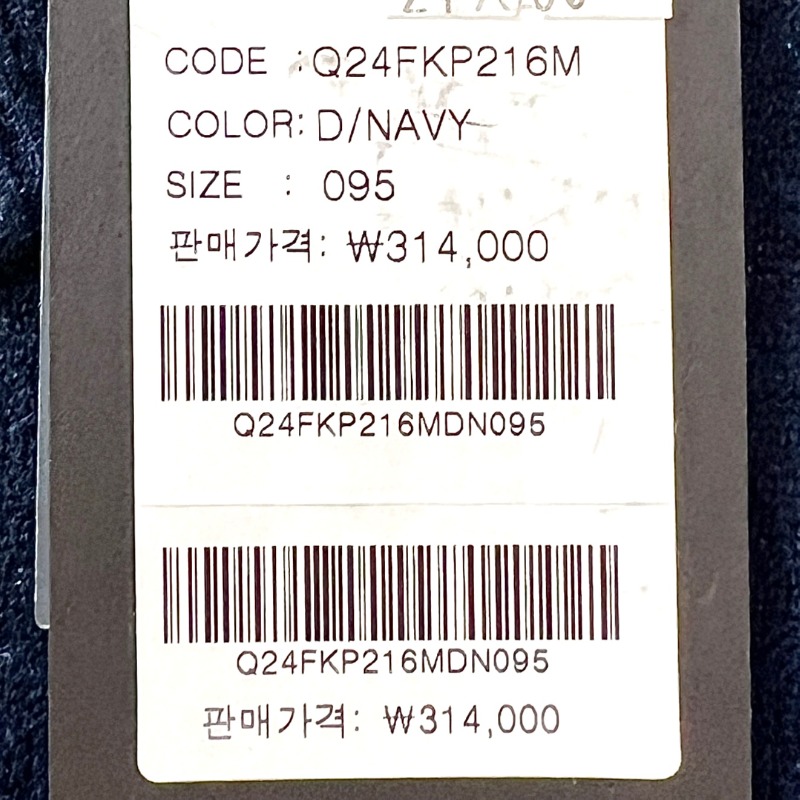 CODE : Q24FKP216M
COLOR: D/NAVY
SIZE : 095
판매가격: ₩314,000
Q24FKP216MDN095
Q24FKP216MDN095
판매가격: ₩314,000